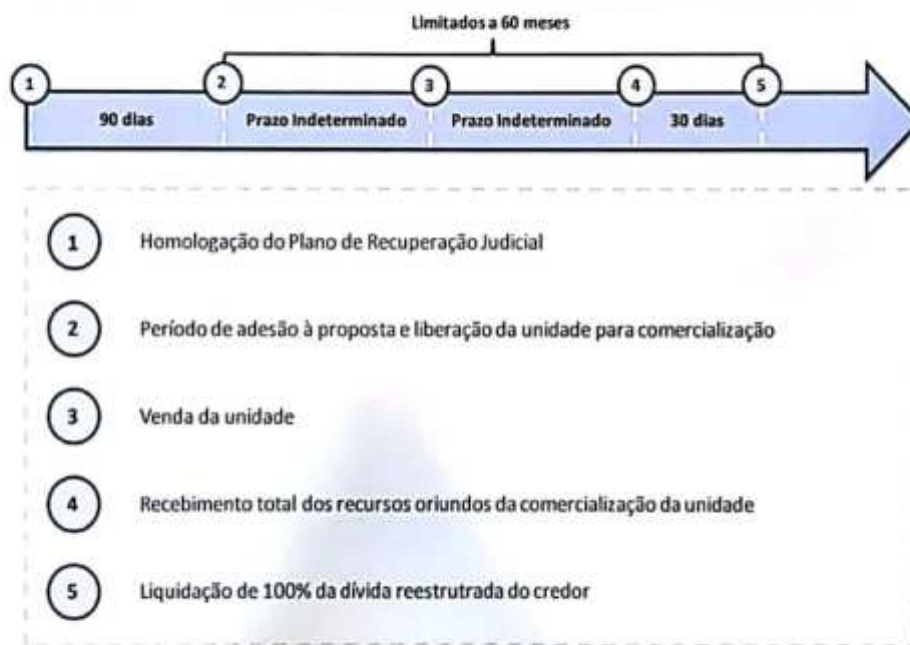 Limitados a 60 meses
1 2 3 4 5
90 dias Prazo Indeterminado Prazo Indeterminado 30 dias
1 Homologação do Plano de Recuperação Judicial
2 Período de adesão à proposta e liberação da unidade para comercialização
3 Venda da unidade
4 Recebimento total dos recursos oriundos da comercialização da unidade
5 Liquidação de 100% da dívida reestrutrada do credor